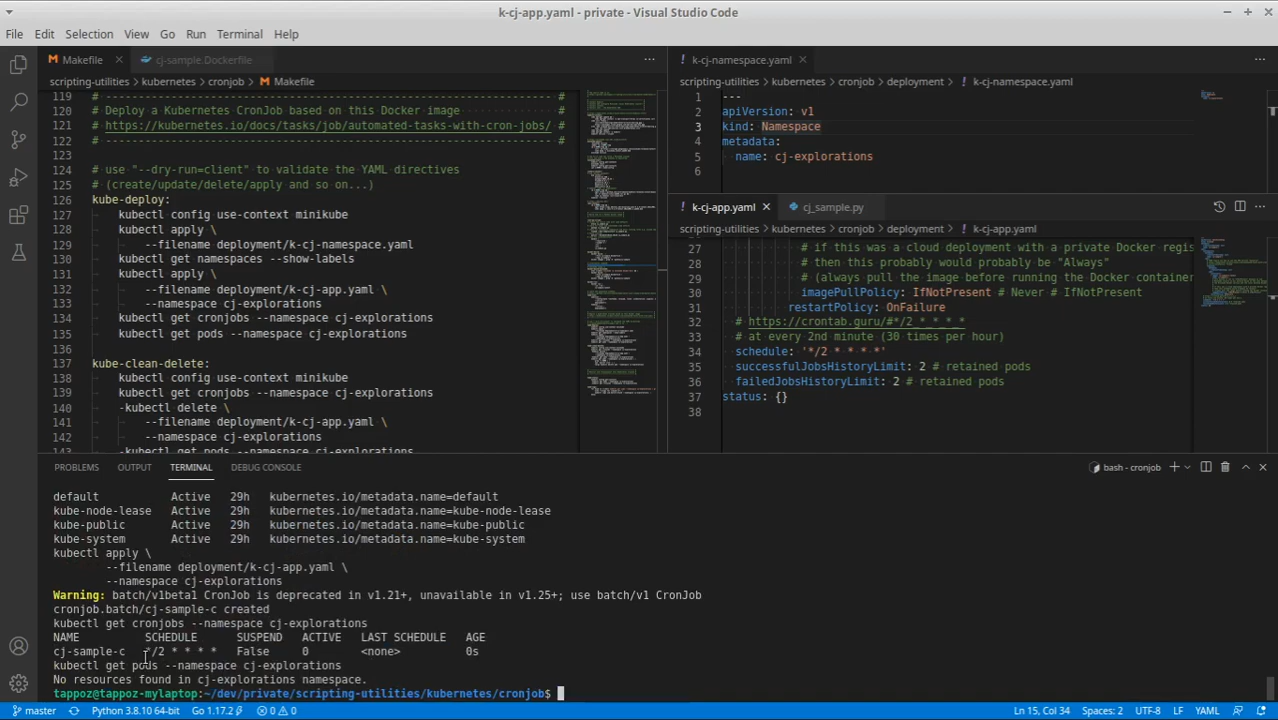 k-cj-app.yaml - private - Visual Studio Code
File Edit Selection View Go Run Terminal Help
Makefile
cj-sample.Dockerfile
scripting-utilities > kubernetes > cronjob > Makefile
119 # ------------------------------------------------------------------- #
120 # Deploy a Kubernetes CronJob based on this Docker image #
121 # https://kubernetes.io/docs/tasks/job/automated-tasks-with-cron-jobs/ #
122 # ------------------------------------------------------------------- #
123
124 # use "--dry-run=client" to validate the YAML directives
125 # (create/update/delete/apply and so on...)
126 kube-deploy:
127 kubectl config use-context minikube
128 kubectl apply \
129 --filename deployment/k-cj-namespace.yaml
130 kubectl get namespaces --show-labels
131 kubectl apply \
132 --filename deployment/k-cj-app.yaml \
133 --namespace cj-explorations
134 kubectl get cronjobs --namespace cj-explorations
135 kubectl get pods --namespace cj-explorations
136
137 kube-clean-delete:
138 kubectl config use-context minikube
139 kubectl get cronjobs --namespace cj-explorations
140 -kubectl delete \
141 --filename deployment/k-cj-app.yaml \
142 --namespace cj-explorations
143 -kubectl get pods --namespace cj-explorations
k-cj-namespace.yaml
scripting-utilities > kubernetes > cronjob > deployment > k-cj-namespace.yaml
1 ---
2 apiVersion: v1
3 kind: Namespace
4 metadata:
5 name: cj-explorations
6
k-cj-app.yaml
cj_sample.py
scripting-utilities > kubernetes > cronjob > deployment > k-cj-app.yaml
27 # if this was a cloud deployment with a private Docker regis
28 # then this probably would probably be "Always"
29 # (always pull the image before running the Docker container
30 imagePullPolicy: IfNotPresent # Never # IfNotPresent
31 restartPolicy: OnFailure
32 # https://crontab.guru/#*/2_*_*_*_*
33 # at every 2nd minute (30 times per hour)
34 schedule: '*/2 * * * *'
35 successfulJobsHistoryLimit: 2 # retained pods
36 failedJobsHistoryLimit: 2 # retained pods
37 status: {}
38
PROBLEMS OUTPUT TERMINAL DEBUG CONSOLE
bash - cronjob
default Active 29h kubernetes.io/metadata.name=default
kube-node-lease Active 29h kubernetes.io/metadata.name=kube-node-lease
kube-public Active 29h kubernetes.io/metadata.name=kube-public
kube-system Active 29h kubernetes.io/metadata.name=kube-system
kubectl apply \
--filename deployment/k-cj-app.yaml \
--namespace cj-explorations
Warning: batch/v1beta1 CronJob is deprecated in v1.21+, unavailable in v1.25+; use batch/v1 CronJob
cronjob.batch/cj-sample-c created
kubectl get cronjobs --namespace cj-explorations
NAME SCHEDULE SUSPEND ACTIVE LAST SCHEDULE AGE
cj-sample-c */2 * * * * False 0 <none> 0s
kubectl get pods --namespace cj-explorations
No resources found in cj-explorations namespace.
tappoz@tappoz-mylaptop:~/dev/private/scripting-utilities/kubernetes/cronjob$
master Python 3.8.10 64-bit Go 1.17.2 0 0 Ln 15, Col 34 Spaces: 2 UTF-8 LF YAML